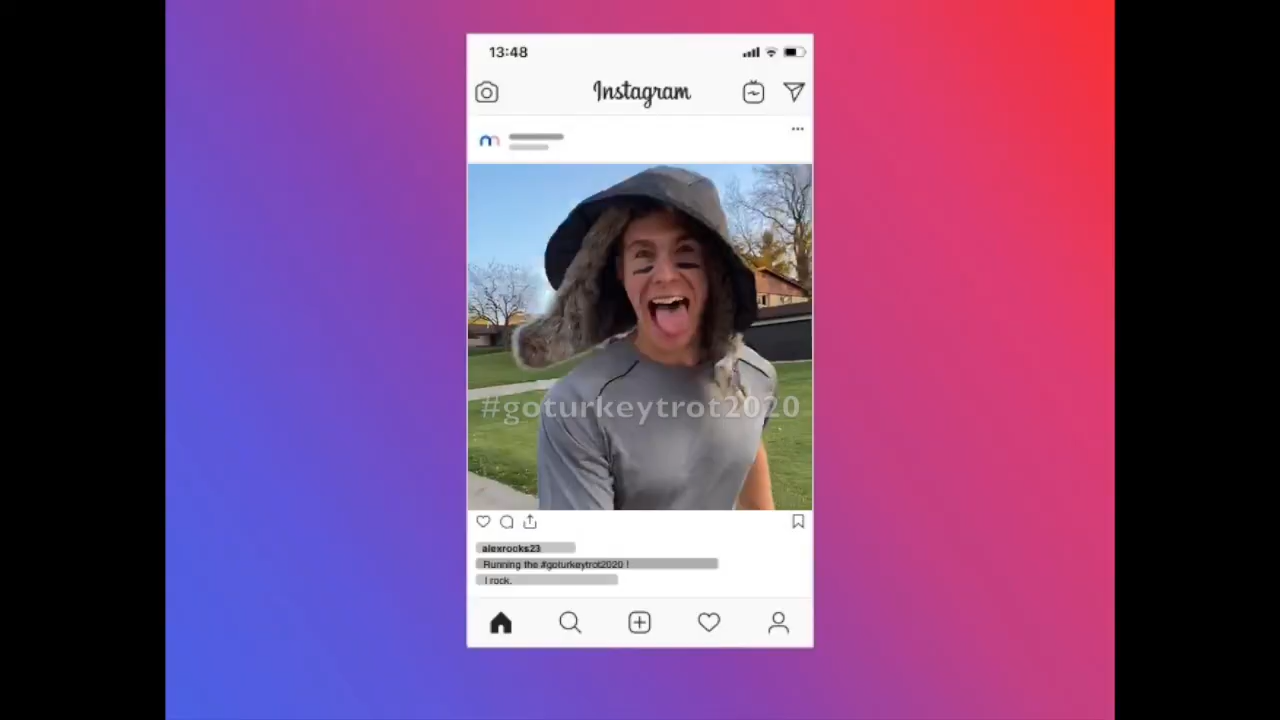 13:48
Instagram
#goturkeytrot2020
alexrocks23
Running the #goturkeytrot2020 !
I rock.